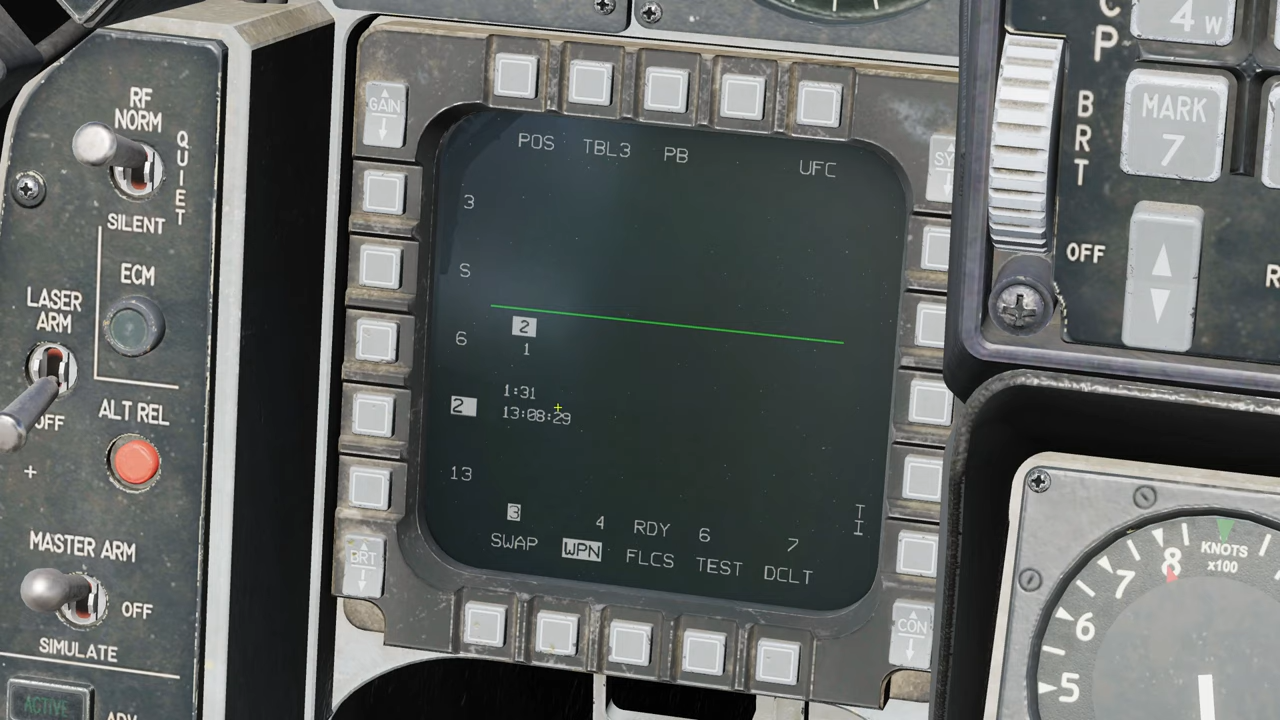 RF
NORM
QUIET
SILENT
ECM
LASER
ARM
OFF
ALT REL
+
MASTER ARM
OFF
SIMULATE
ACTIVE
GAIN
POS TBL3 PB UFC
3
S
6
2
13
2
1
1:31
13:08:29
3 4 RDY 6 7
SWAP WPN FLCS TEST DCLT
BRT
CON
BRT
OFF
4 W
MARK
7
KNOTS
x100
8
7
6
5